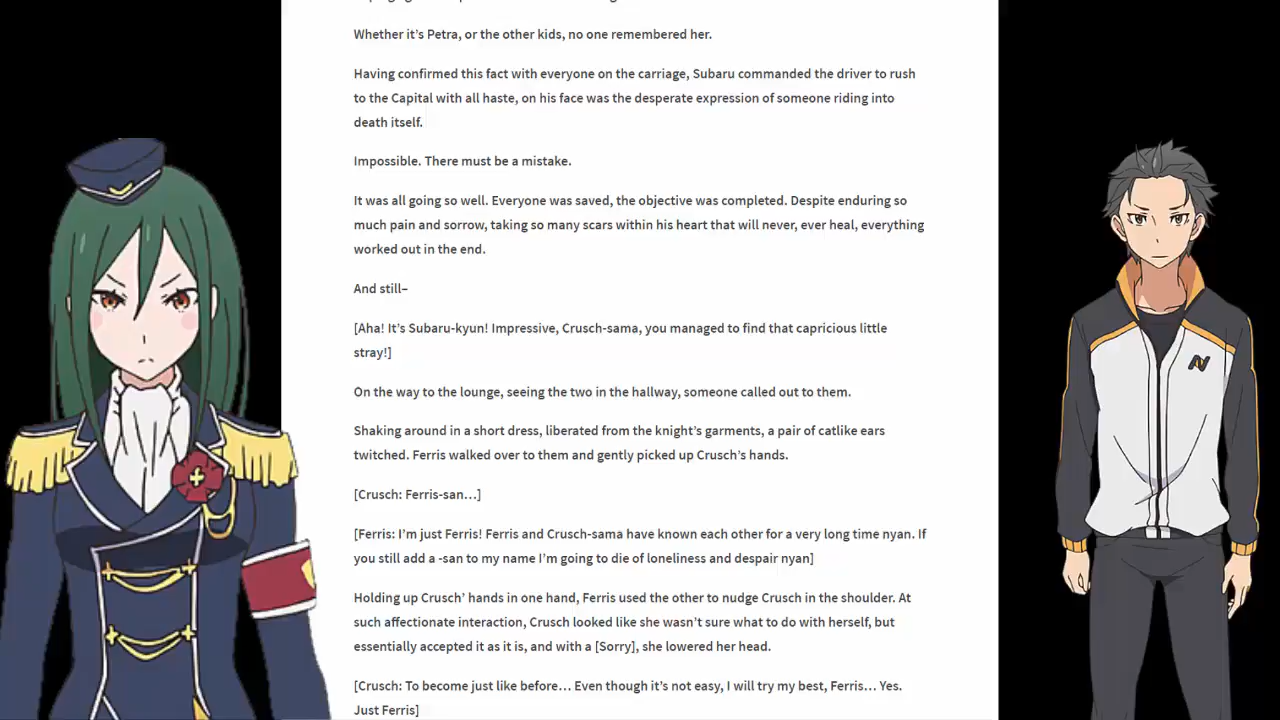 Whether it's Petra, or the other kids, no one remembered her.
Having confirmed this fact with everyone on the carriage, Subaru commanded the driver to rush
to the Capital with all haste, on his face was the desperate expression of someone riding into
death itself.
Impossible. There must be a mistake.
It was all going so well. Everyone was saved, the objective was completed. Despite enduring so
much pain and sorrow, taking so many scars within his heart that will never, ever heal, everything
worked out in the end.
And still–
[Aha! It's Subaru-kyun! Impressive, Crusch-sama, you managed to find that capricious little
stray!]
On the way to the lounge, seeing the two in the hallway, someone called out to them.
Shaking around in a short dress, liberated from the knight's garments, a pair of catlike ears
twitched. Ferris walked over to them and gently picked up Crusch's hands.
[Crusch: Ferris-san…]
[Ferris: I'm just Ferris! Ferris and Crusch-sama have known each other for a very long time nyan. If
you still add a -san to my name I'm going to die of loneliness and despair nyan]
Holding up Crusch' hands in one hand, Ferris used the other to nudge Crusch in the shoulder. At
such affectionate interaction, Crusch looked like she wasn't sure what to do with herself, but
essentially accepted it as it is, and with a [Sorry], she lowered her head.
[Crusch: To become just like before… Even though it's not easy, I will try my best, Ferris… Yes.
Just Ferris]